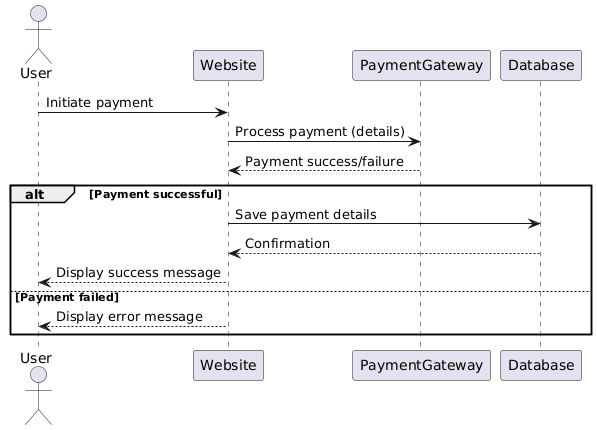 User
Website
PaymentGateway
Database
Initiate payment
Process payment (details)
Payment success/failure
alt [Payment successful]
Save payment details
Confirmation
Display success message
[Payment failed]
Display error message
User
Website
PaymentGateway
Database